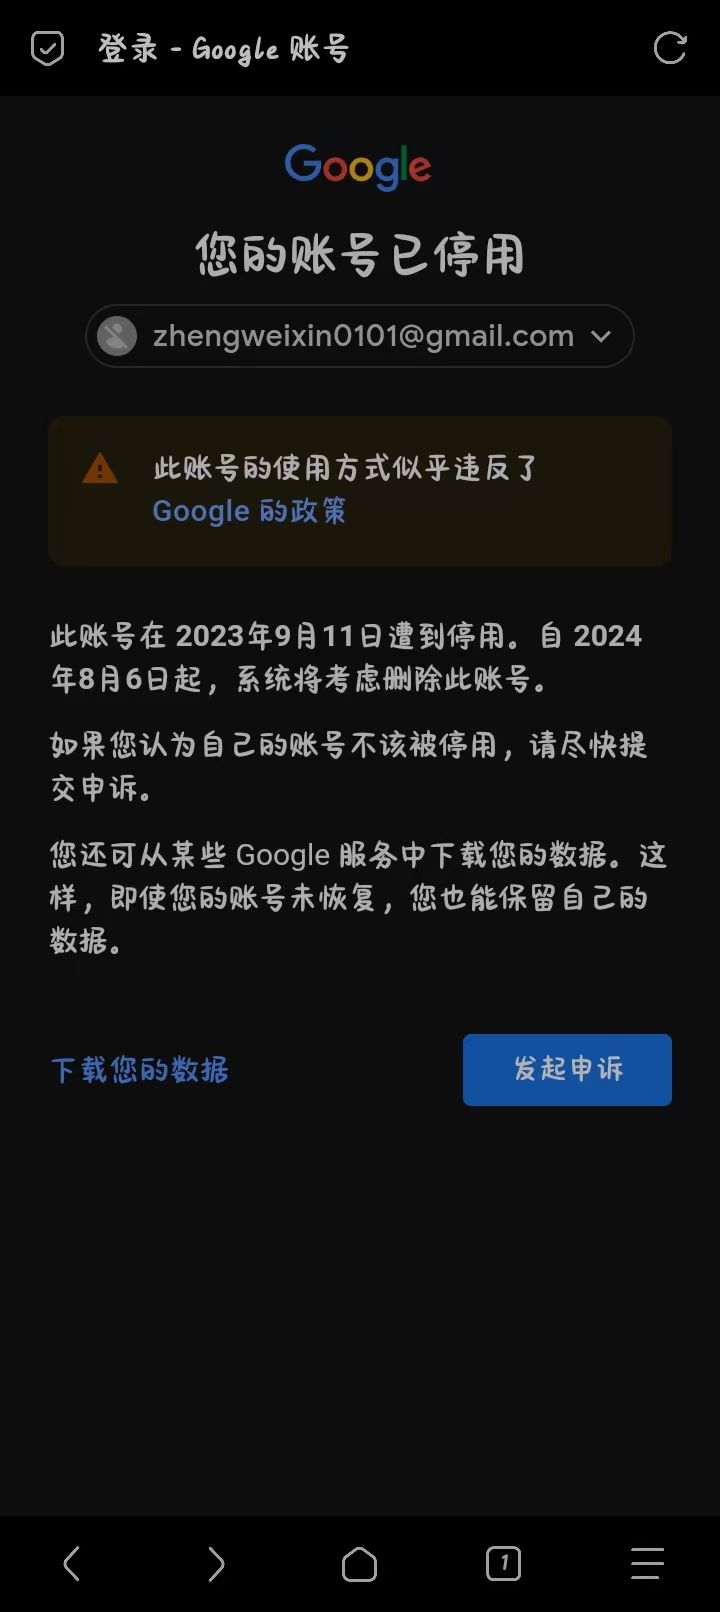 登录 - Google 账号
Google
您的账号已停用
zhengweixin0101@gmail.com
此账号的使用方式似乎违反了
Google 的政策
此账号在 2023年9月11日遭到停用。自 2024
年8月6日起，系统将考虑删除此账号。
如果您认为自己的账号不该被停用，请尽快提
交申诉。
您还可从某些 Google 服务中下载您的数据。这
样，即使您的账号未恢复，您也能保留自己的
数据。
下载您的数据
发起申诉
1